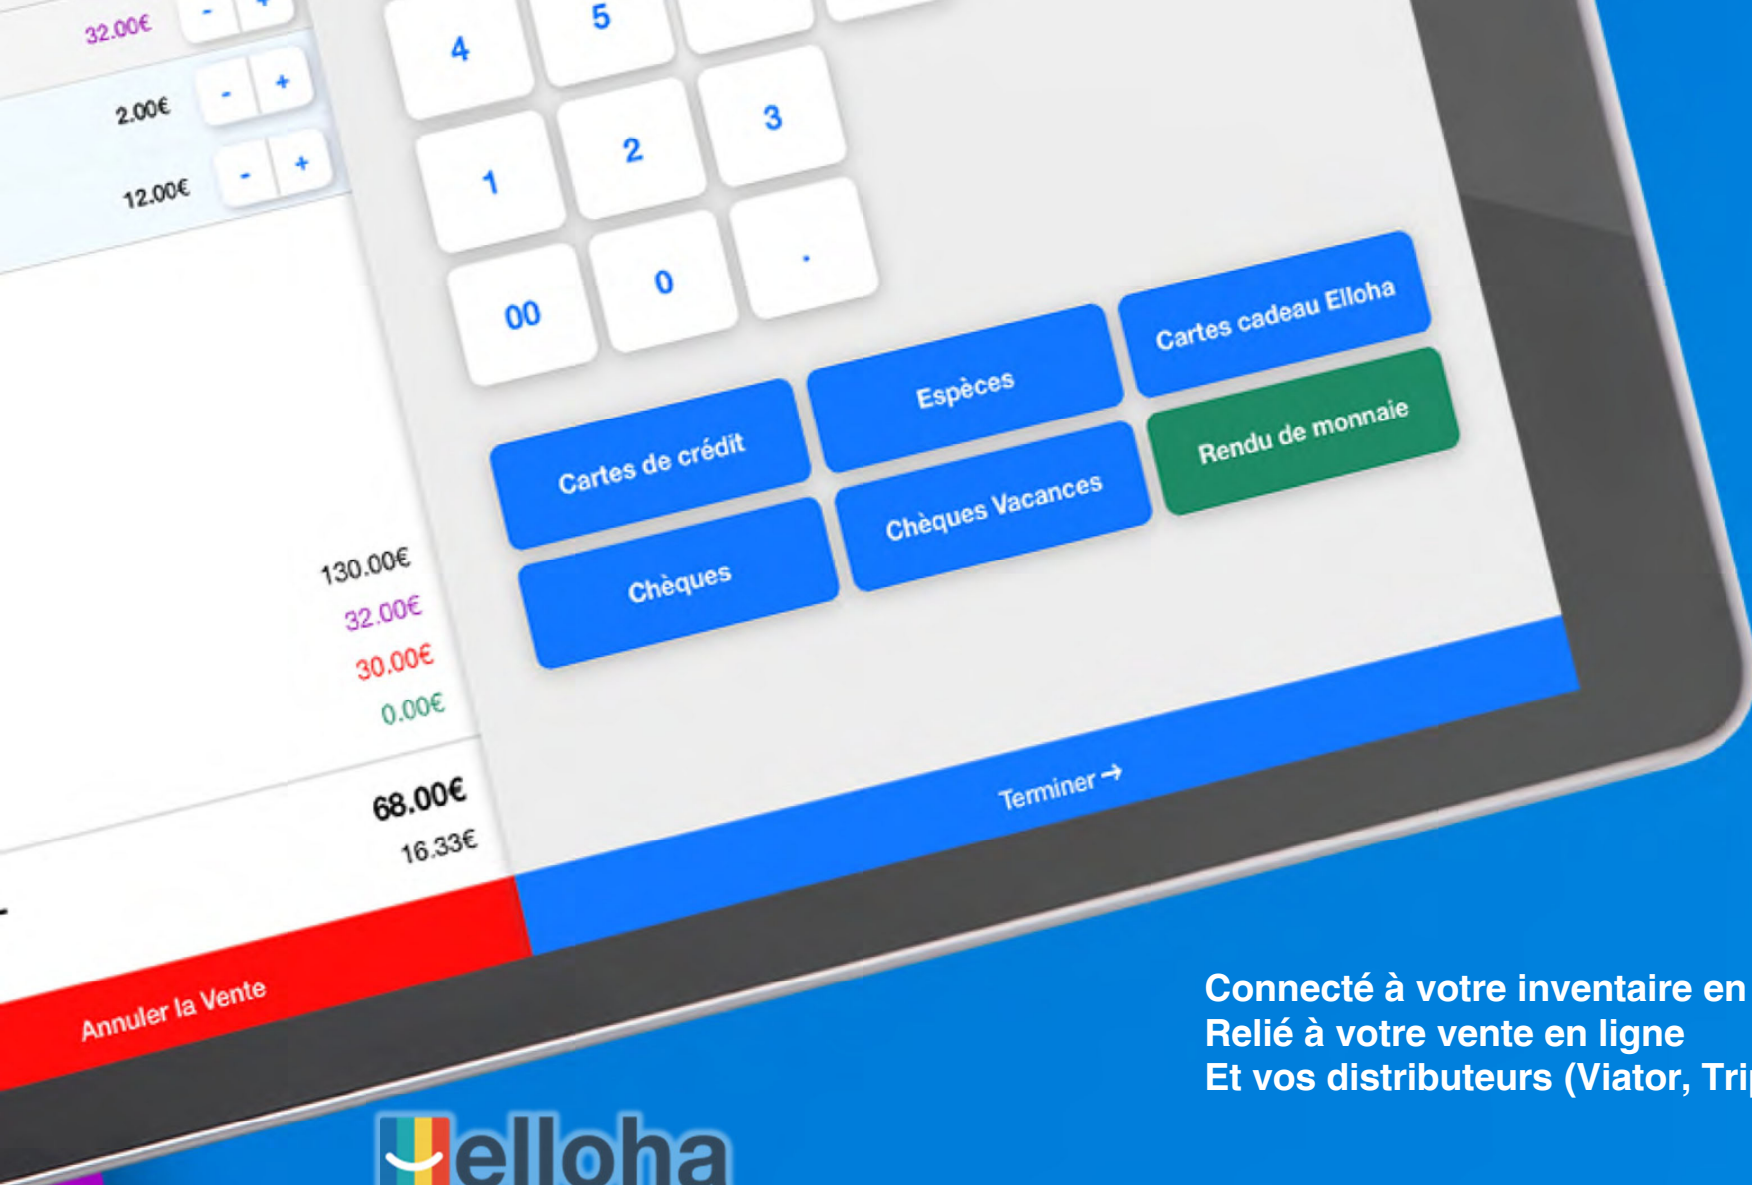 32.00€ - +
2.00€ - +
12.00€ - +
4 5
1 2 3
00 0 .
Cartes de crédit Espèces Cartes cadeau Elloha
Chèques Chèques Vacances Rendu de monnaie
130.00€
32.00€
30.00€
0.00€
68.00€
16.33€
Annuler la Vente
Terminer →
Connecté à votre inventaire en
Relié à votre vente en ligne
Et vos distributeurs (Viator, Trip
elloha